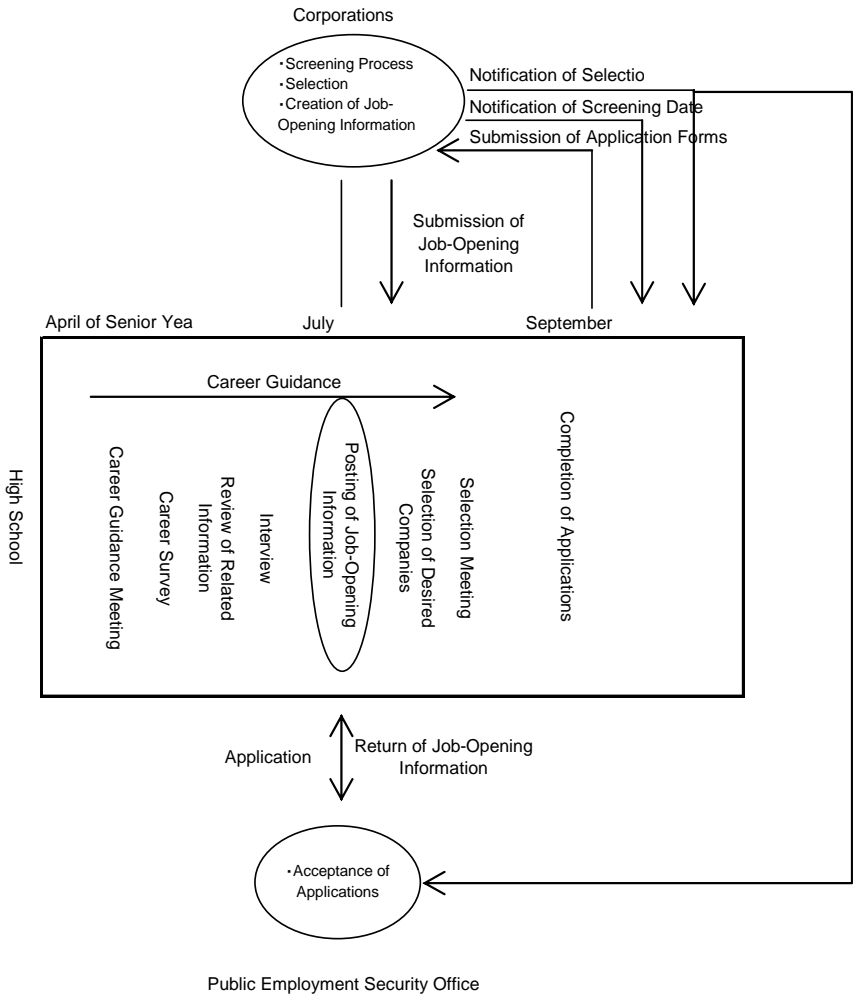 Corporations
・Screening Process
・Selection
・Creation of Job-
Opening Information
Notification of Selectio
Notification of Screening Date
Submission of Application Forms
Submission of
Job-Opening
Information
April of Senior Yea
July
September
Career Guidance
High School
Career Guidance Meeting
Career Survey
Review of Related
Information
Interview
Posting of Job-Opening
Information
Selection of Desired
Companies
Selection Meeting
Completion of Applications
Application
Return of Job-Opening
Information
・Acceptance of
Applications
Public Employment Security Office